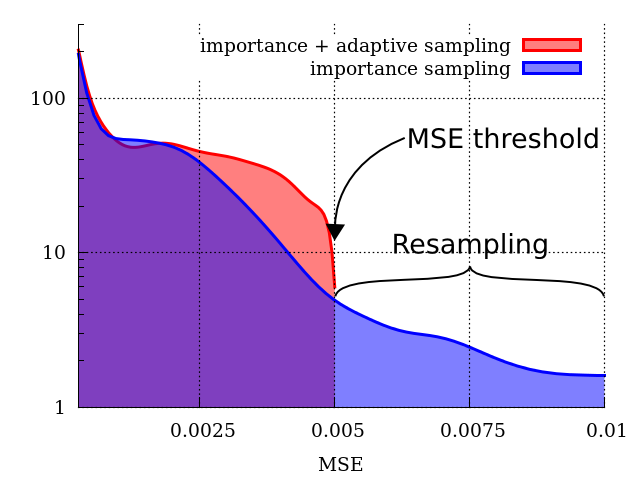 importance + adaptive sampling
importance sampling
100
MSE threshold
Resampling
10
1
0.0025
0.005
0.0075
0.01
MSE